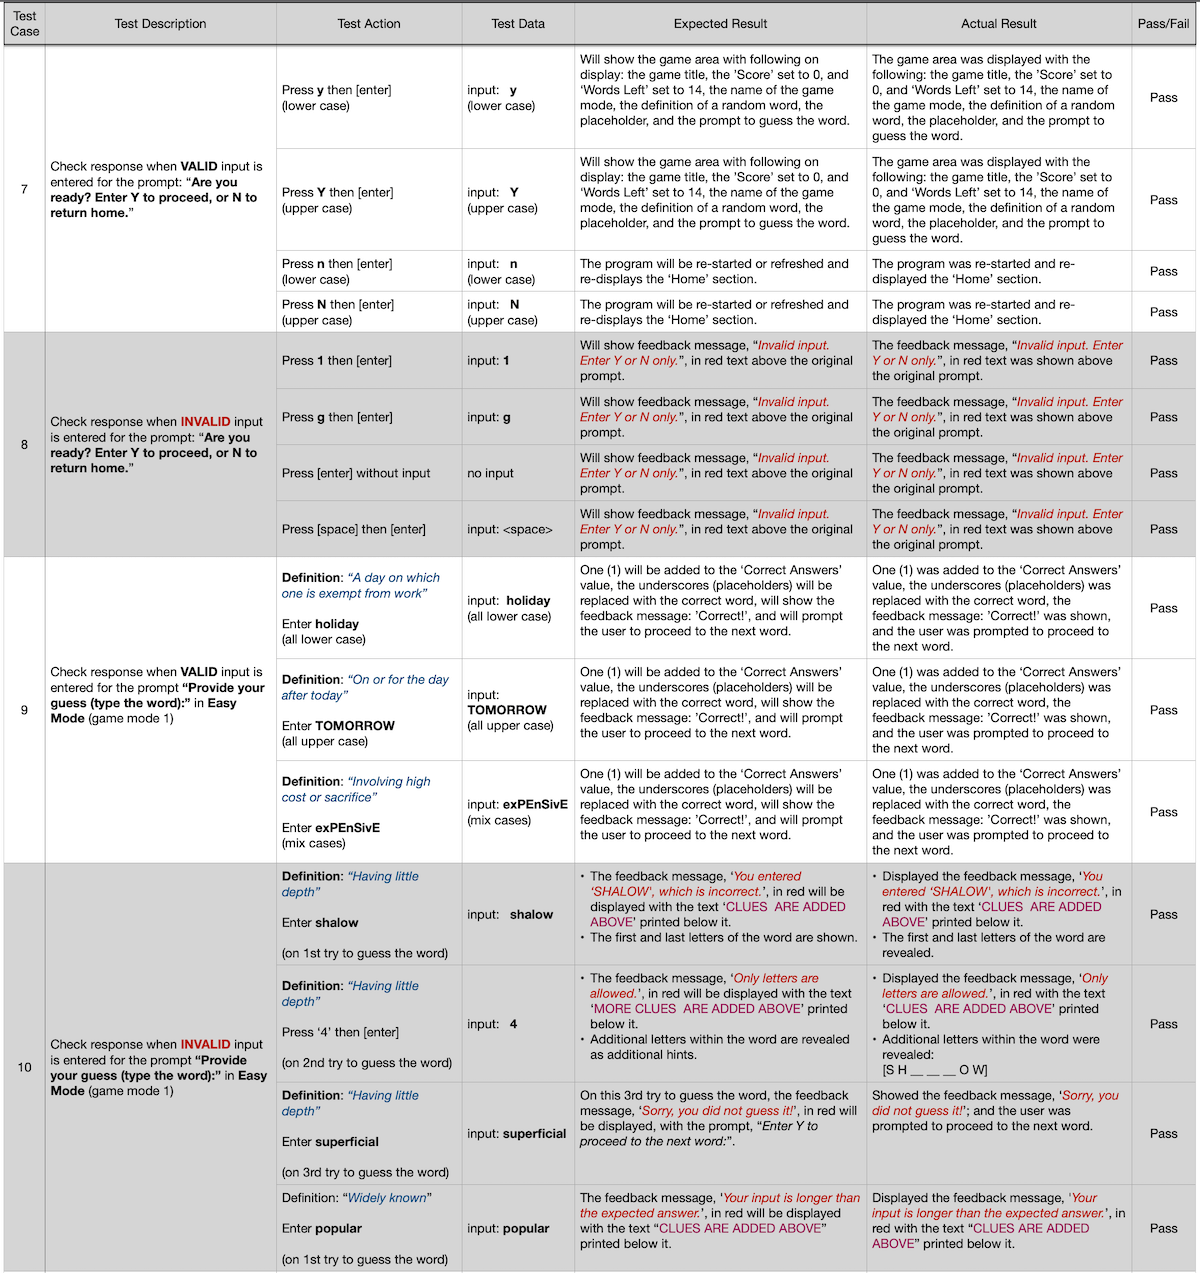 Test Case
Test Description
Test Action
Test Data
Expected Result
Actual Result
Pass/Fail
7
Check response when VALID input is
entered for the prompt: “Are you
ready? Enter Y to proceed, or N to
return home.”
Press y then [enter]
(lower case)
input: y
(lower case)
Will show the game area with following on
display: the game title, the ’Score’ set to 0, and
‘Words Left’ set to 14, the name of the game
mode, the definition of a random word, the
placeholder, and the prompt to guess the word.
The game area was displayed with the
following: the game title, the ’Score’ set to
0, and ‘Words Left’ set to 14, the name of
the game mode, the definition of a random
word, the placeholder, and the prompt to
guess the word.
Pass
Press Y then [enter]
(upper case)
input: Y
(upper case)
Will show the game area with following on
display: the game title, the ’Score’ set to 0, and
‘Words Left’ set to 14, the name of the game
mode, the definition of a random word, the
placeholder, and the prompt to guess the word.
The game area was displayed with the
following: the game title, the ’Score’ set to
0, and ‘Words Left’ set to 14, the name of
the game mode, the definition of a random
word, the placeholder, and the prompt to
guess the word.
Pass
Press n then [enter]
(lower case)
input: n
(lower case)
The program will be re-started or refreshed and
re-displays the ‘Home’ section.
The program was re-started and re-
displayed the ‘Home’ section.
Pass
Press N then [enter]
(upper case)
input: N
(upper case)
The program will be re-started or refreshed and
re-displays the ‘Home’ section.
The program was re-started and re-
displayed the ‘Home’ section.
Pass
8
Check response when INVALID input
is entered for the prompt: “Are you
ready? Enter Y to proceed, or N to
return home.”
Press 1 then [enter]
input: 1
Will show feedback message, “Invalid input.
Enter Y or N only.”, in red text above the original
prompt.
The feedback message, “Invalid input. Enter
Y or N only.”, in red text was shown above
the original prompt.
Pass
Press g then [enter]
input: g
Will show feedback message, “Invalid input.
Enter Y or N only.”, in red text above the original
prompt.
The feedback message, “Invalid input. Enter
Y or N only.”, in red text was shown above
the original prompt.
Pass
Press [enter] without input
no input
Will show feedback message, “Invalid input.
Enter Y or N only.”, in red text above the original
prompt.
The feedback message, “Invalid input. Enter
Y or N only.”, in red text was shown above
the original prompt.
Pass
Press [space] then [enter]
input: <space>
Will show feedback message, “Invalid input.
Enter Y or N only.”, in red text above the original
prompt.
The feedback message, “Invalid input. Enter
Y or N only.”, in red text was shown above
the original prompt.
Pass
9
Check response when VALID input is
entered for the prompt “Provide your
guess (type the word):” in Easy
Mode (game mode 1)
Definition: “A day on which
one is exempt from work”
Enter holiday
(all lower case)
input: holiday
(all lower case)
One (1) will be added to the ‘Correct Answers’
value, the underscores (placeholders) will be
replaced with the correct word, will show the
feedback message: ’Correct!’, and will prompt
the user to proceed to the next word.
One (1) was added to the ‘Correct Answers’
value, the underscores (placeholders) was
replaced with the correct word, the
feedback message: ’Correct!’ was shown,
and the user was prompted to proceed to
the next word.
Pass
Definition: “On or for the day
after today”
Enter TOMORROW
(all upper case)
input:
TOMORROW
(all upper case)
One (1) will be added to the ‘Correct Answers’
value, the underscores (placeholders) will be
replaced with the correct word, will show the
feedback message: ’Correct!’, and will prompt
the user to proceed to the next word.
One (1) was added to the ‘Correct Answers’
value, the underscores (placeholders) was
replaced with the correct word, the
feedback message: ’Correct!’ was shown,
and the user was prompted to proceed to
the next word.
Pass
Definition: “Involving high
cost or sacrifice”
Enter exPEnSivE
(mix cases)
input: exPEnSivE
(mix cases)
One (1) will be added to the ‘Correct Answers’
value, the underscores (placeholders) will be
replaced with the correct word, will show the
feedback message: ’Correct!’, and will prompt
the user to proceed to the next word.
One (1) was added to the ‘Correct Answers’
value, the underscores (placeholders) was
replaced with the correct word, the
feedback message: ’Correct!’ was shown,
and the user was prompted to proceed to
the next word.
Pass
10
Check response when INVALID input
is entered for the prompt “Provide
your guess (type the word):” in Easy
Mode (game mode 1)
Definition: “Having little
depth”
Enter shalow
(on 1st try to guess the word)
input: shalow
• The feedback message, ‘You entered
‘SHALOW’, which is incorrect.’, in red will be
displayed with the text ‘CLUES ARE ADDED
ABOVE’ printed below it.
• The first and last letters of the word are shown.
• Displayed the feedback message, ‘You
entered ‘SHALOW’, which is incorrect.’, in
red with the text ‘CLUES ARE ADDED
ABOVE’ printed below it.
• The first and last letters of the word are
revealed.
Pass
Definition: “Having little
depth”
Press ‘4’ then [enter]
(on 2nd try to guess the word)
input: 4
• The feedback message, ‘Only letters are
allowed.’, in red will be displayed with the text
‘MORE CLUES ARE ADDED ABOVE’ printed
below it.
• Additional letters within the word are revealed
as additional hints.
• Displayed the feedback message, ‘Only
letters are allowed.’, in red with the text
‘CLUES ARE ADDED ABOVE’ printed
below it.
• Additional letters within the word were
revealed:
[S H __ __ __ O W]
Pass
Definition: “Having little
depth”
Enter superficial
(on 3rd try to guess the word)
input: superficial
On this 3rd try to guess the word, the feedback
message, ‘Sorry, you did not guess it!’, in red will
be displayed, with the prompt, “Enter Y to
proceed to the next word:”.
Showed the feedback message, ‘Sorry, you
did not guess it!’; and the user was
prompted to proceed to the next word.
Pass
Definition: “Widely known”
Enter popular
(on 1st try to guess the word)
input: popular
The feedback message, ‘Your input is longer than
the expected answer.’, in red will be displayed
with the text “CLUES ARE ADDED ABOVE”
printed below it.
Displayed the feedback message, ‘Your
input is longer than the expected answer.’, in
red with the text “CLUES ARE ADDED
ABOVE” printed below it.
Pass